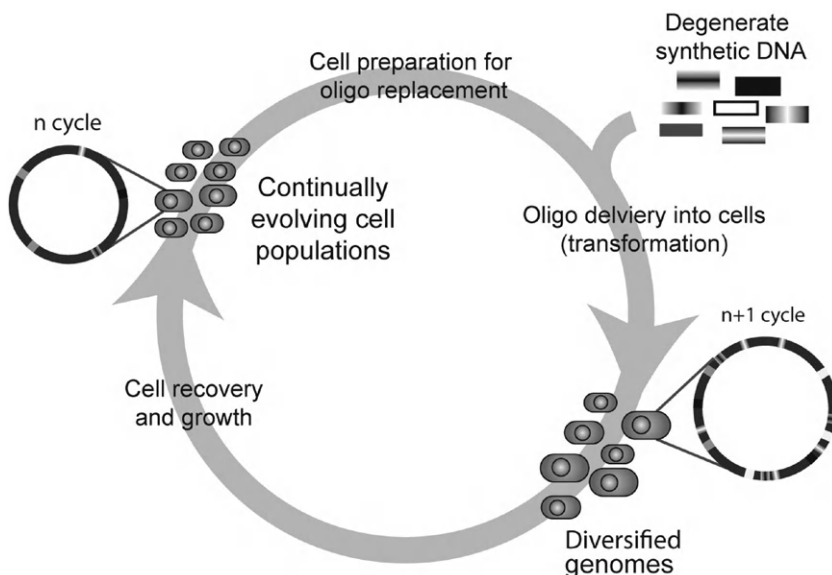 Degenerate
synthetic DNA
Cell preparation for
oligo replacement
n cycle
Continually
evolving cell
populations
Oligo delviery into cells
(transformation)
n+1 cycle
Cell recovery
and growth
Diversified
genomes